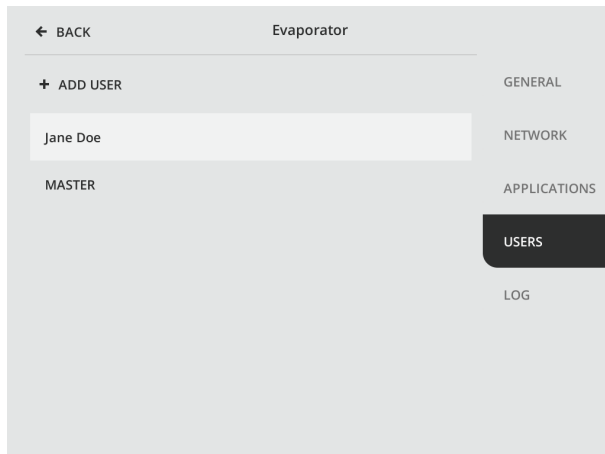 BACK
Evaporator
+ ADD USER
Jane Doe
MASTER
GENERAL
NETWORK
APPLICATIONS
USERS
LOG